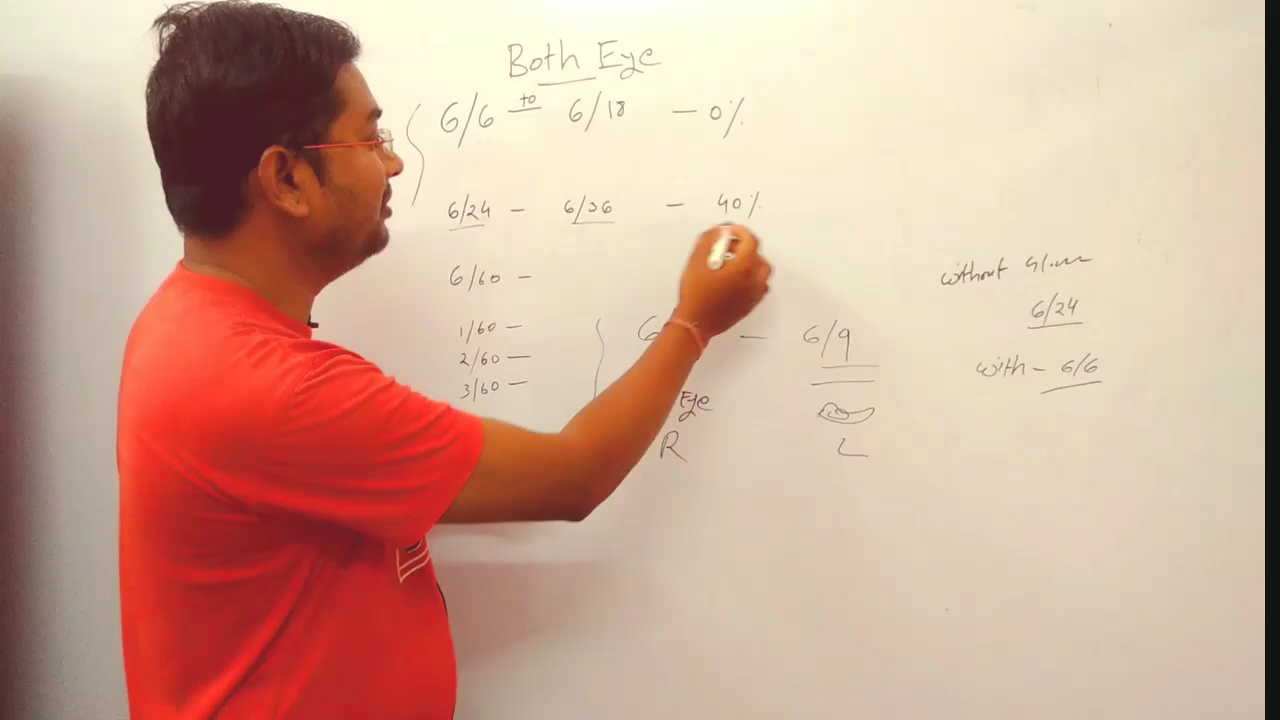 Both Eye
6/6 to 6/18 — 0%
6/24 — 6/36 — 40%
6/60 —
1/60 —
2/60 —
3/60 —
6 — 6/9
Eye
R L
without
6/24
with — 6/6